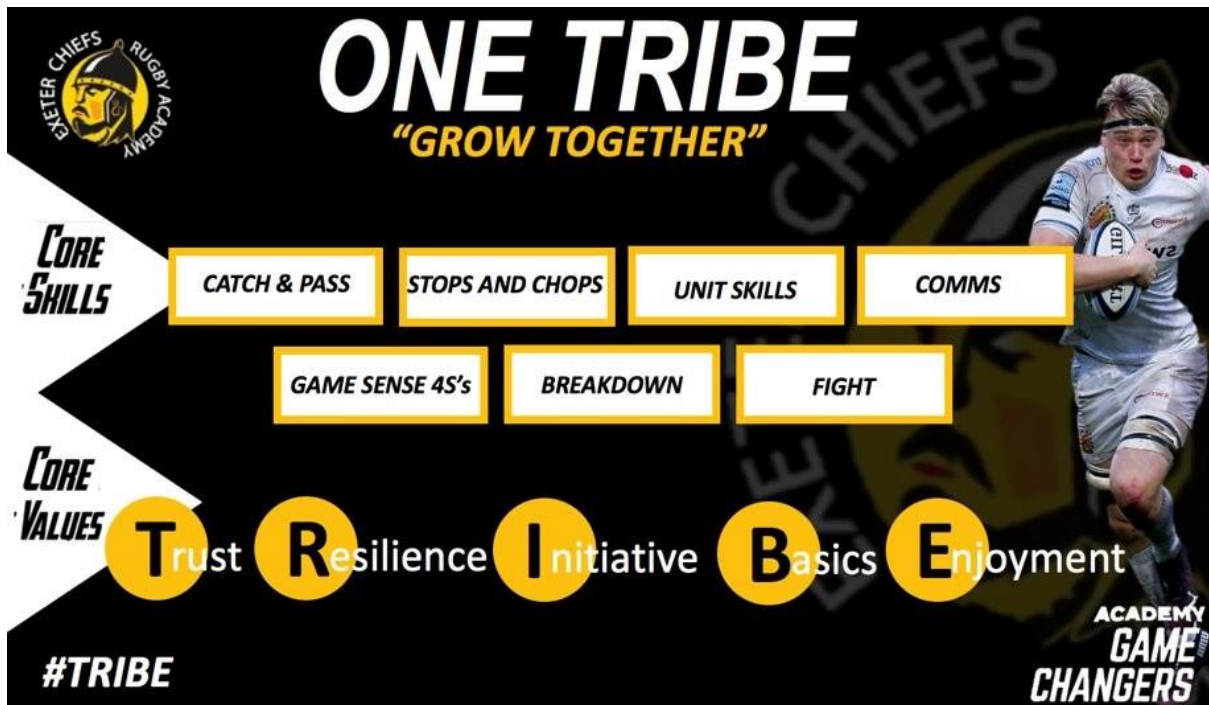 EXETER CHIEFS RUGBY ACADEMY
ONE TRIBE
“GROW TOGETHER”
CHIEFS
CORE
SKILLS
CATCH & PASS
STOPS AND CHOPS
UNIT SKILLS
COMMS
GAME SENSE 4S's
BREAKDOWN
FIGHT
CORE
VALUES
Trust Resilience Initiative Basics Enjoyment
#TRIBE
ACADEMY
GAME
CHANGERS